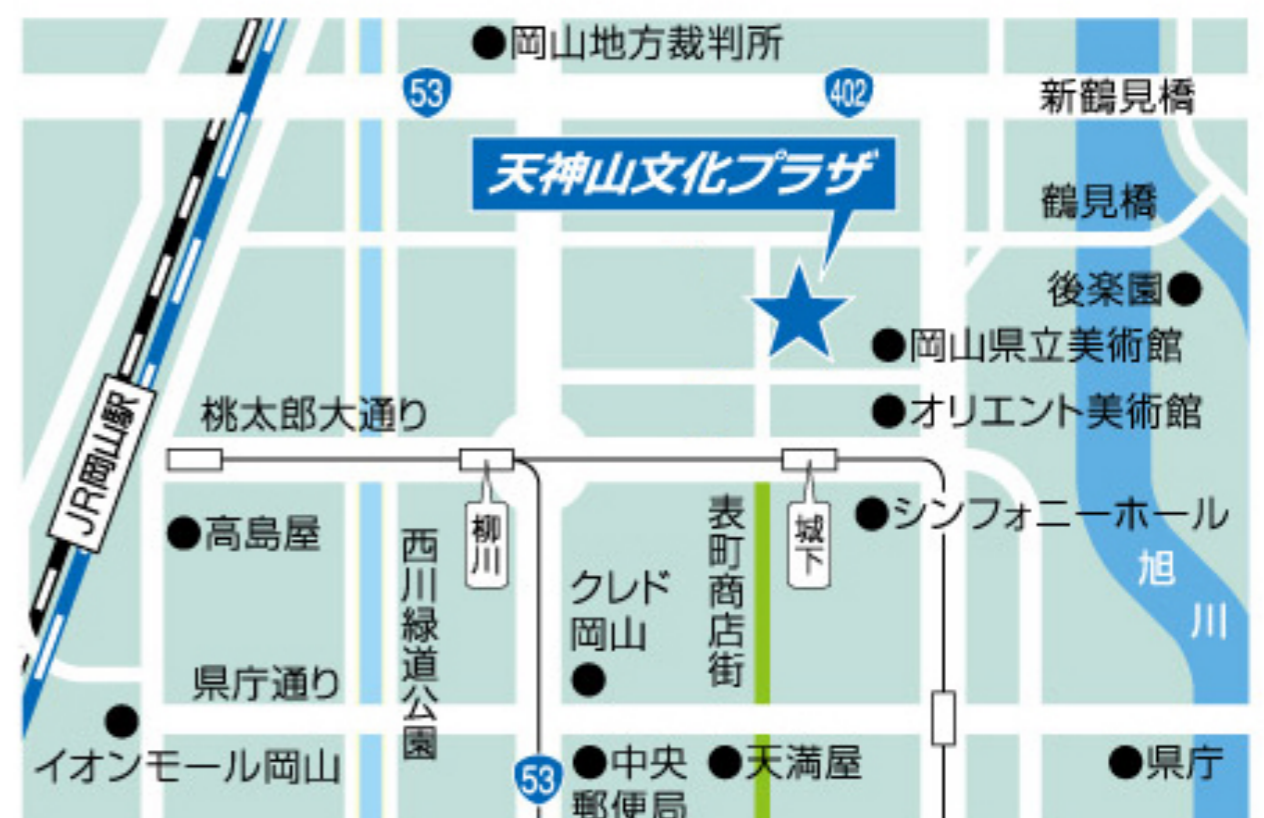 岡山地方裁判所
53
402
新鶴見橋
天神山文化プラザ
鶴見橋
後楽園
岡山県立美術館
オリエント美術館
桃太郎大通り
JR岡山駅
高島屋
西川緑道公園
柳川
クレド
岡山
表町商店街
城下
シンフォニーホール
旭川
県庁通り
イオンモール岡山
53
中央
郵便局
天満屋
県庁